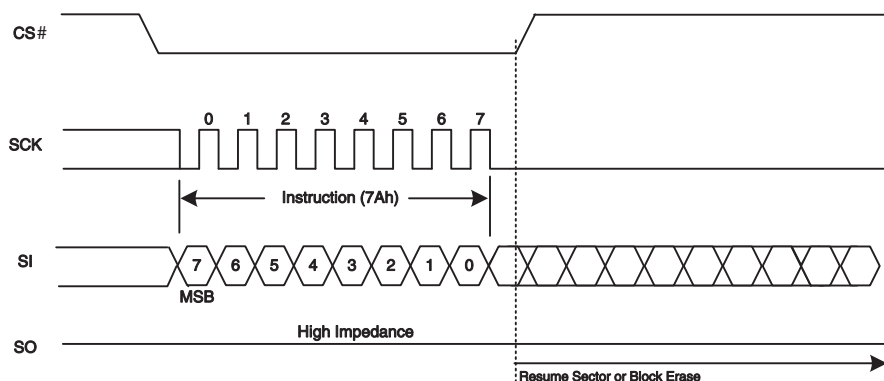 CS#
SCK
0 1 2 3 4 5 6 7
Instruction (7Ah)
SI
7 6 5 4 3 2 1 0
MSB
High Impedance
SO
Resume Sector or Block Erase